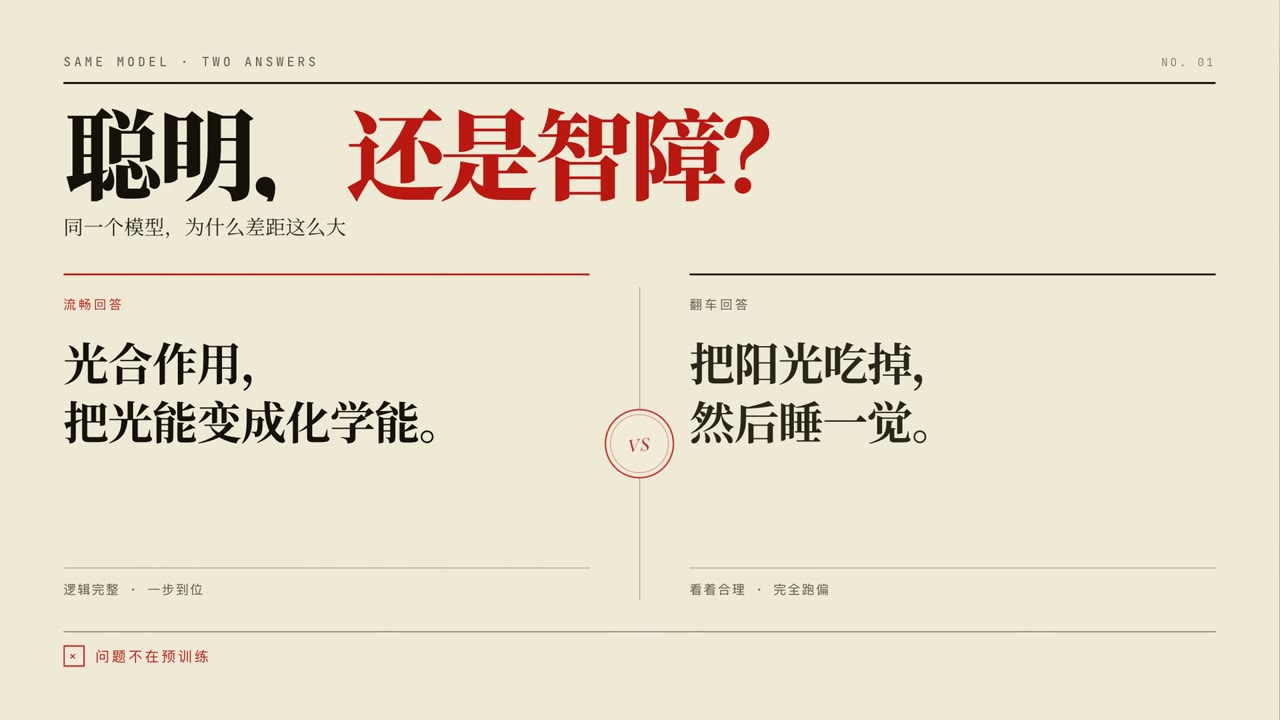 SAME MODEL · TWO ANSWERS
NO. 01
聪明，还是智障？
同一个模型，为什么差距这么大
流畅回答
光合作用，
把光能变成化学能。
逻辑完整 · 一步到位
VS
翻车回答
把阳光吃掉，
然后睡一觉。
看着合理 · 完全跑偏
× 问题不在预训练